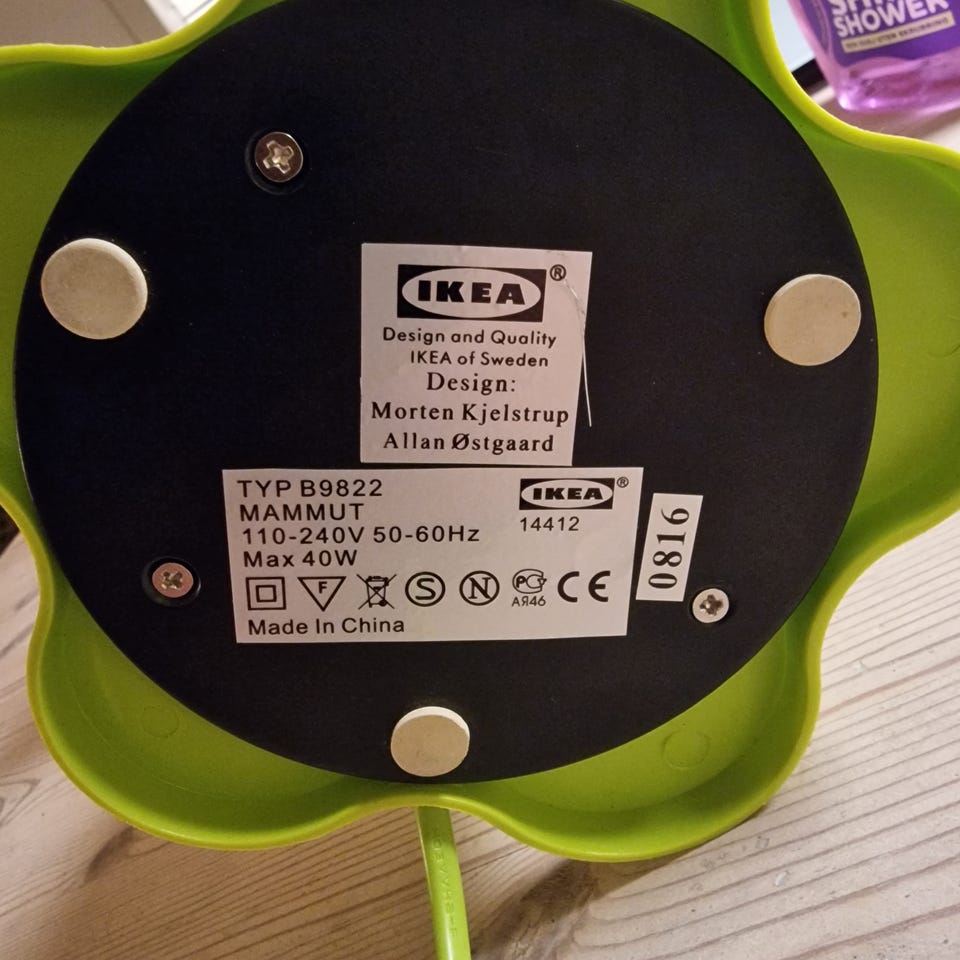 SHOWER
IKEA®
Design and Quality
IKEA of Sweden
Design:
Morten Kjelstrup
Allan Østgaard
TYP B9822
IKEA®
MAMMUT
14412
110-240V 50-60Hz
Max 40W
F
S
N
АЯ46
CE
Made In China
0816